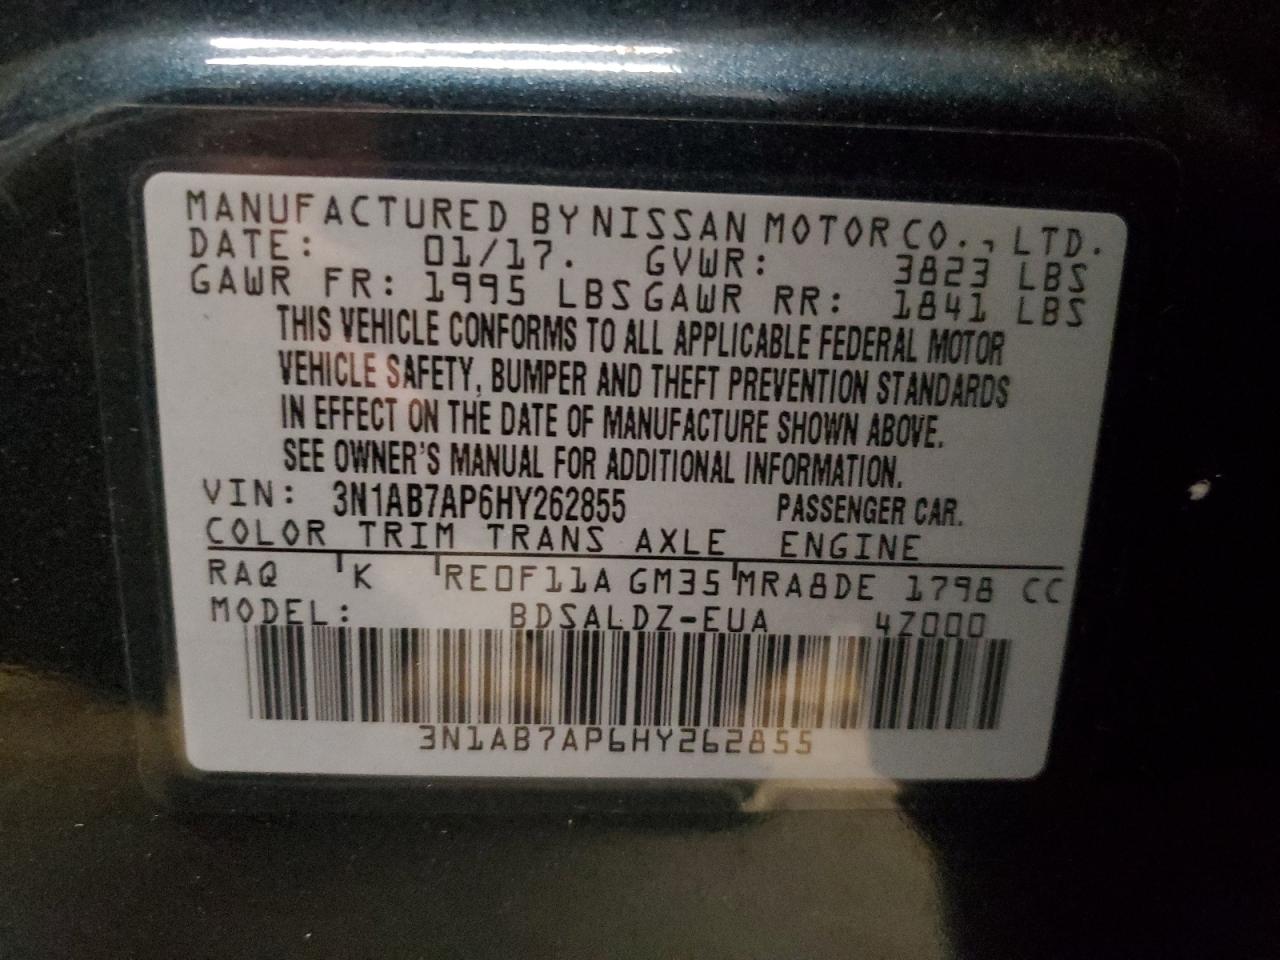 MANUFACTURED BY NISSAN MOTOR CO., LTD.
DATE: 01/17. GVWR: 3823 LBS
GAWR FR: 1995 LBS GAWR RR: 1841 LBS
THIS VEHICLE CONFORMS TO ALL APPLICABLE FEDERAL MOTOR
VEHICLE SAFETY, BUMPER AND THEFT PREVENTION STANDARDS
IN EFFECT ON THE DATE OF MANUFACTURE SHOWN ABOVE.
SEE OWNER'S MANUAL FOR ADDITIONAL INFORMATION.
VIN: 3N1AB7AP6HY262855 PASSENGER CAR.
COLOR TRIM TRANS AXLE ENGINE
RAQ K RE0F11A GM35 MRA8DE 1798 CC
MODEL: BDSALDZ-EUA 4Z000
3N1AB7AP6HY262855